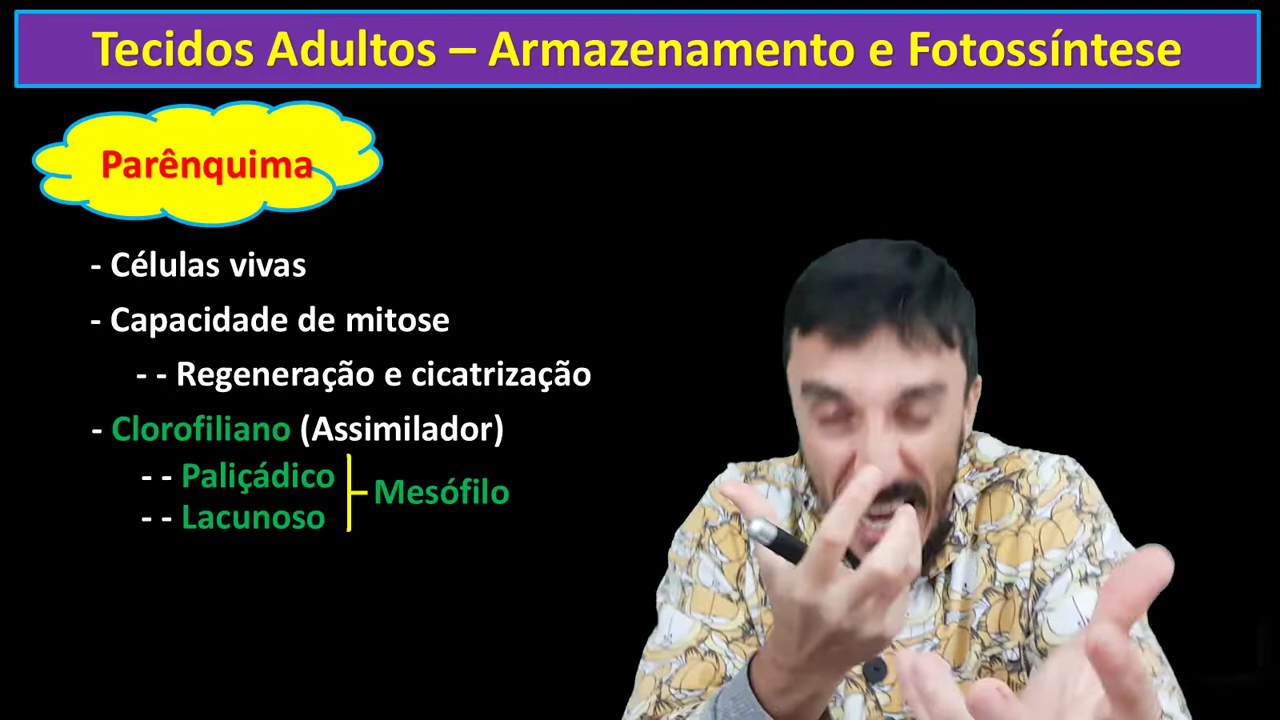 Tecidos Adultos – Armazenamento e Fotossíntese
Parênquima
- Células vivas
- Capacidade de mitose
- - Regeneração e cicatrização
- Clorofiliano (Assimilador)
- - Paliçádico
Mesófilo
- - Lacunoso